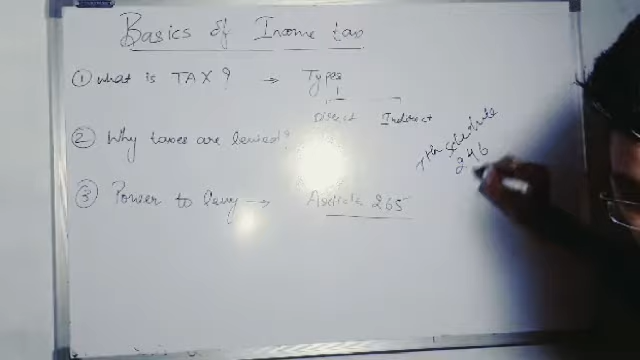 Basics of Income tax
① what is TAX? → Types
Direct Indirect
② Why taxes are levied?
7th schedule
246
③ Power to levy → Article 265